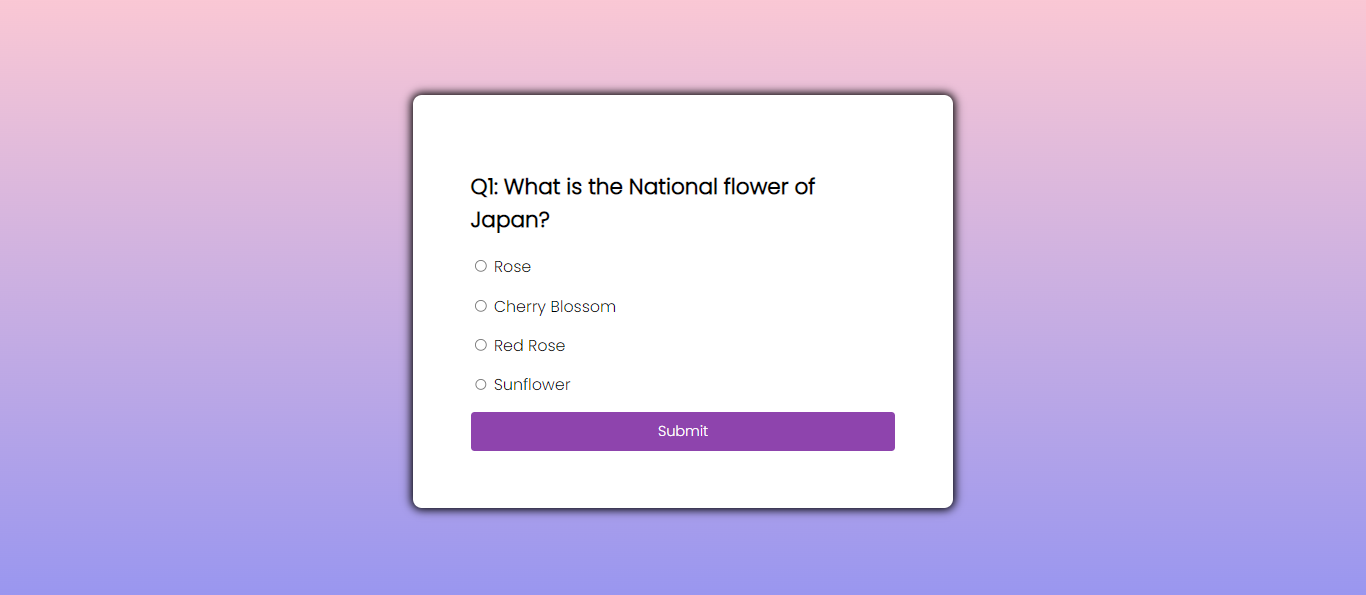 Q1: What is the National flower of
Japan?
Rose
Cherry Blossom
Red Rose
Sunflower
Submit